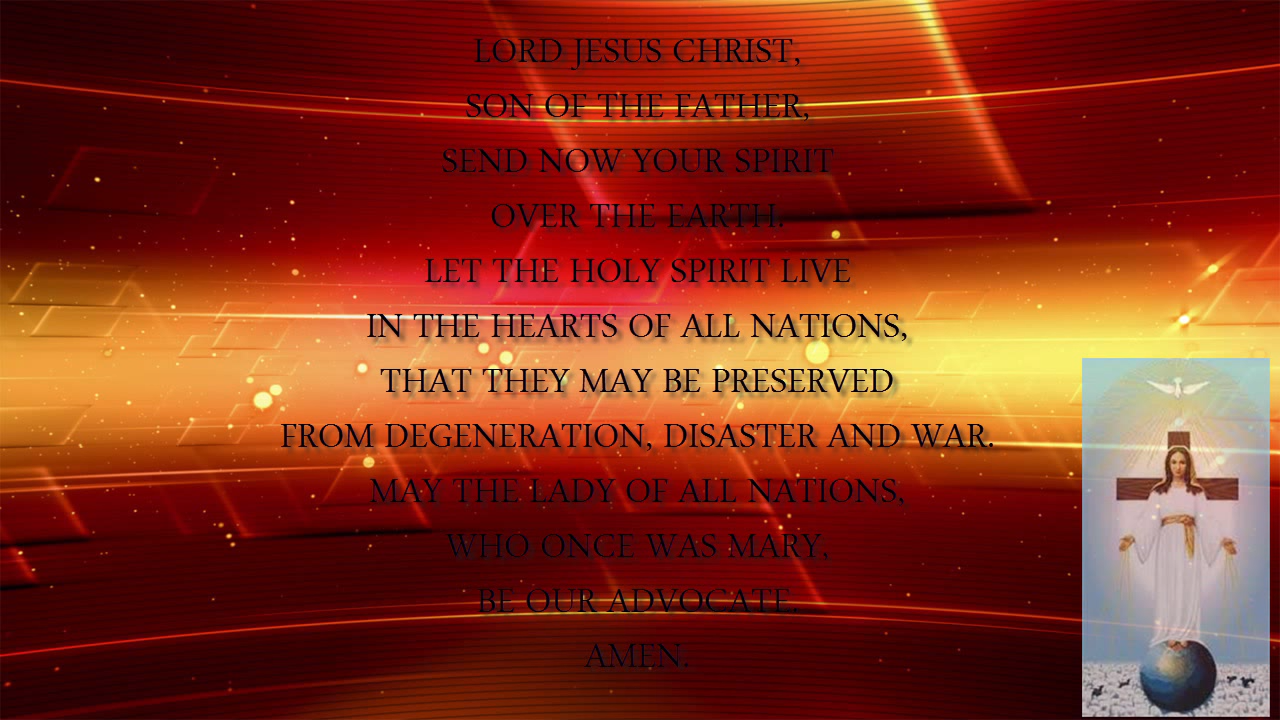 LORD JESUS CHRIST,
SON OF THE FATHER,
SEND NOW YOUR SPIRIT
OVER THE EARTH.
LET THE HOLY SPIRIT LIVE
IN THE HEARTS OF ALL NATIONS,
THAT THEY MAY BE PRESERVED
FROM DEGENERATION, DISASTER AND WAR.
MAY THE LADY OF ALL NATIONS,
WHO ONCE WAS MARY,
BE OUR ADVOCATE.
AMEN.